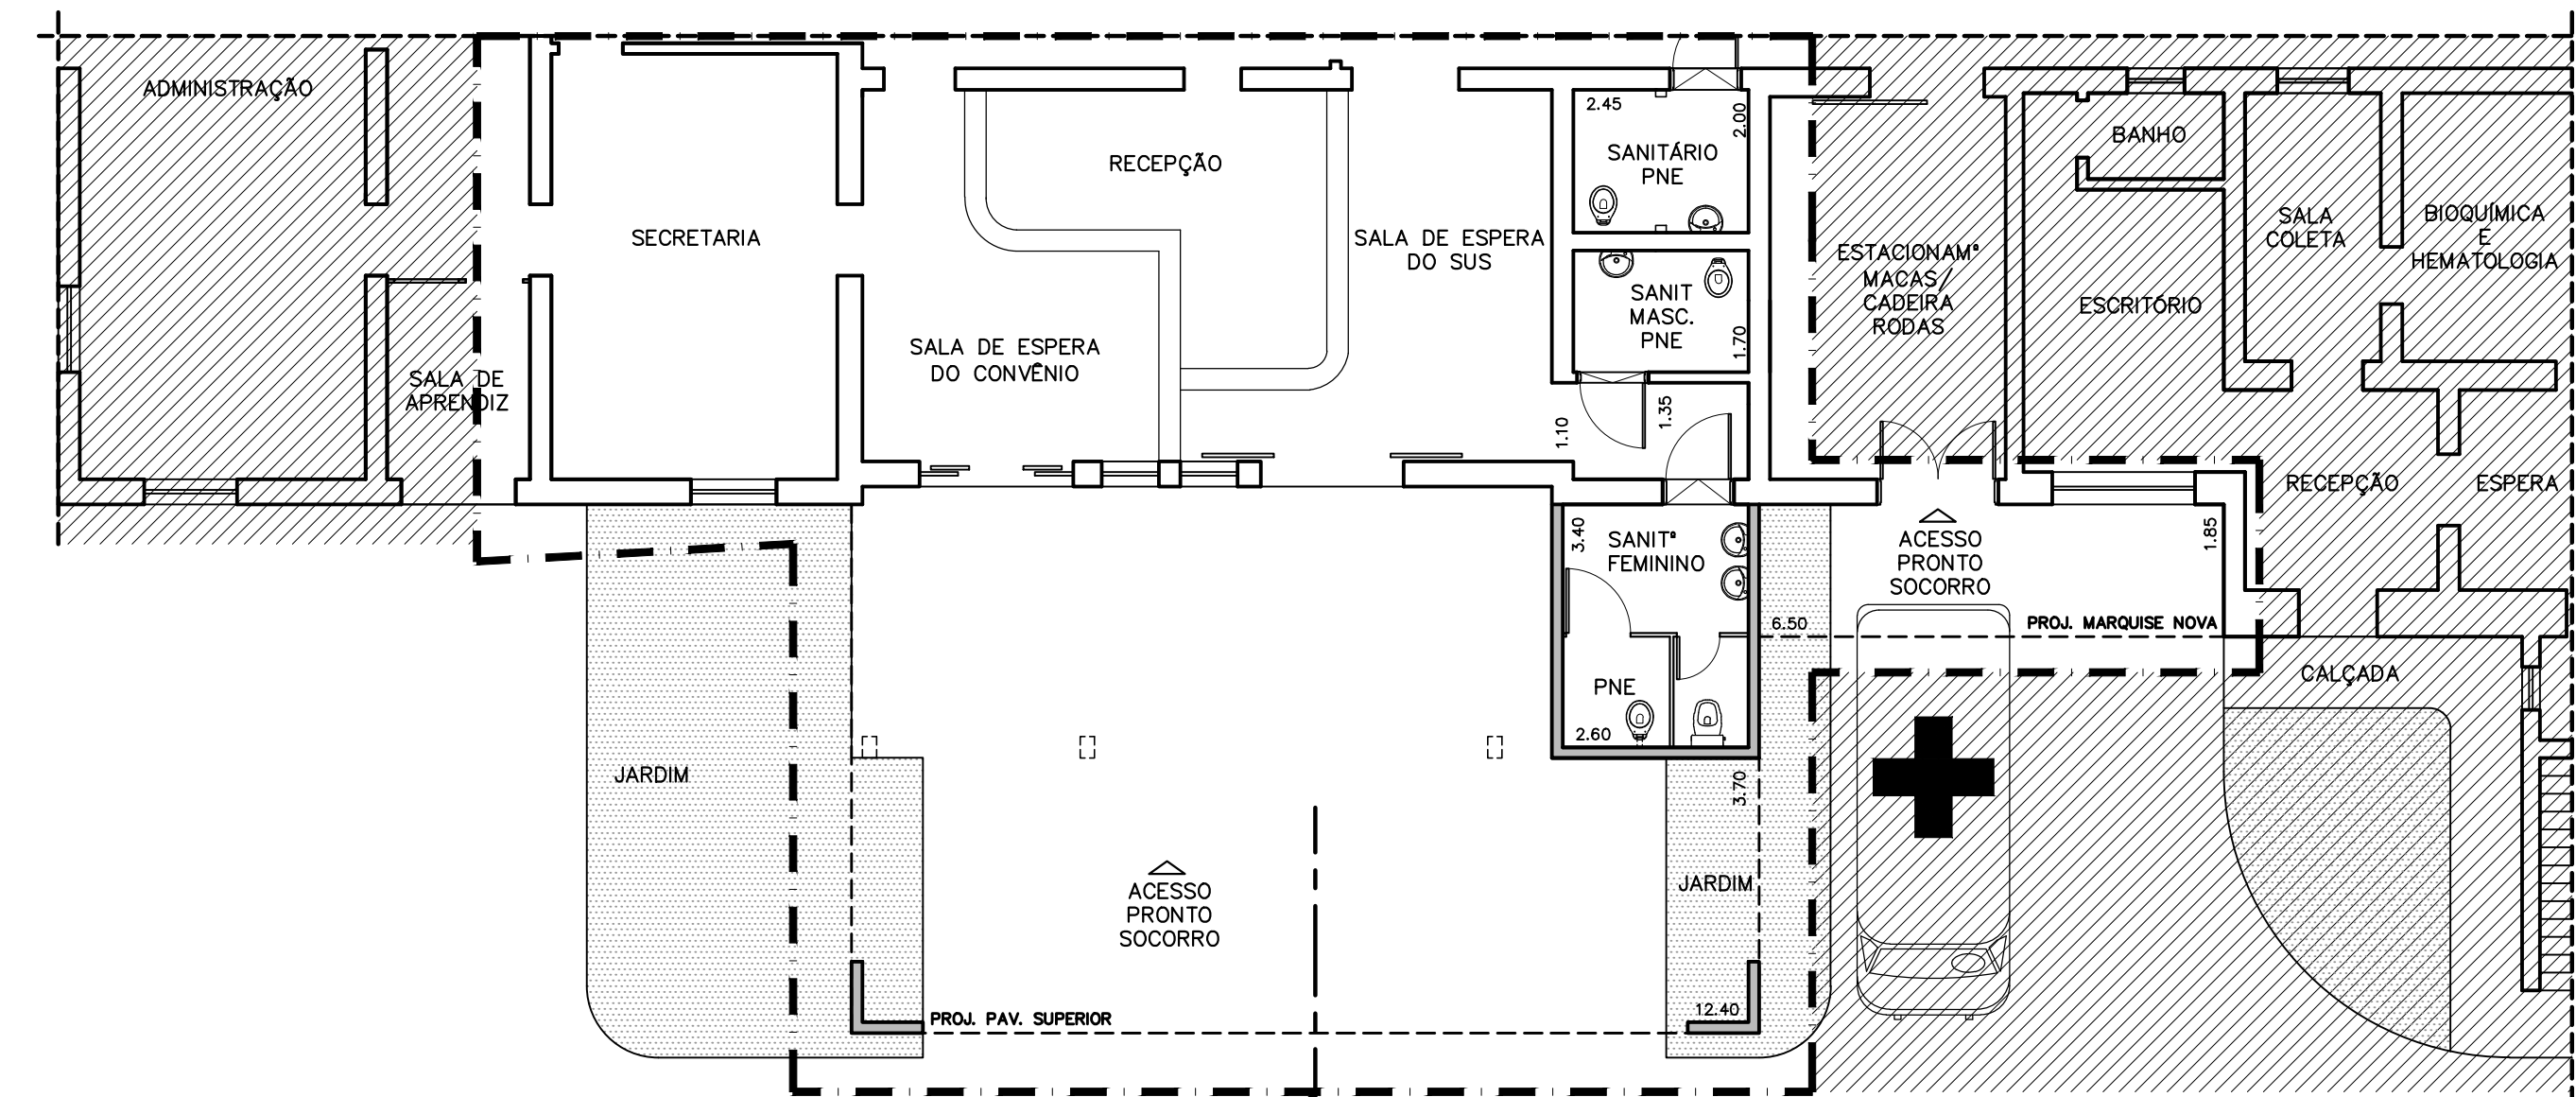 ADMINISTRAÇÃO
SALA DE
APRENDIZ
SECRETARIA
RECEPÇÃO
SALA DE ESPERA
DO CONVÊNIO
SALA DE ESPERA
DO SUS
2.45
2.00
SANITÁRIO
PNE
SANIT
MASC.
PNE
1.70
1.10
1.35
ESTACIONAMº
MACAS/
CADEIRA
RODAS
BANHO
ESCRITÓRIO
SALA
COLETA
BIOQUÍMICA
E
HEMATOLOGIA
RECEPÇÃO
ESPERA
3.40
SANITº
FEMININO
PNE
2.60
ACESSO
PRONTO
SOCORRO
1.85
6.50
PROJ. MARQUISE NOVA
CALÇADA
JARDIM
3.70
JARDIM
ACESSO
PRONTO
SOCORRO
PROJ. PAV. SUPERIOR
12.40